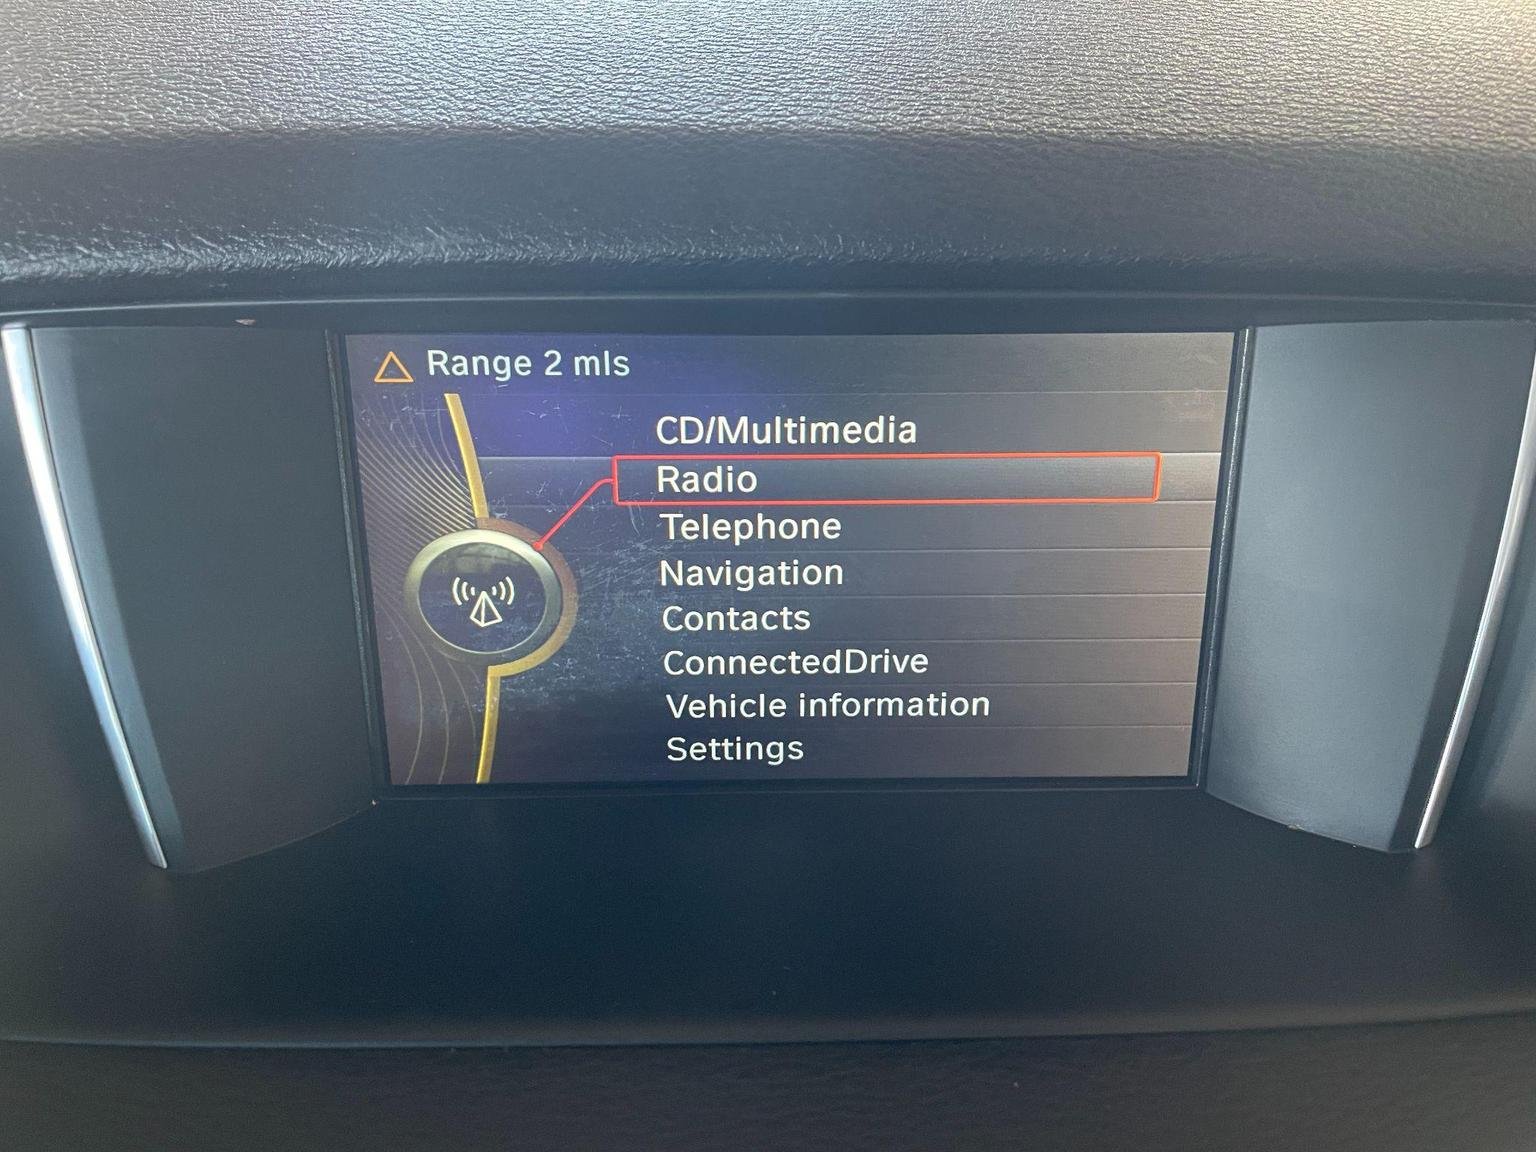 Range 2 mls
CD/Multimedia
Radio
Telephone
Navigation
Contacts
ConnectedDrive
Vehicle information
Settings